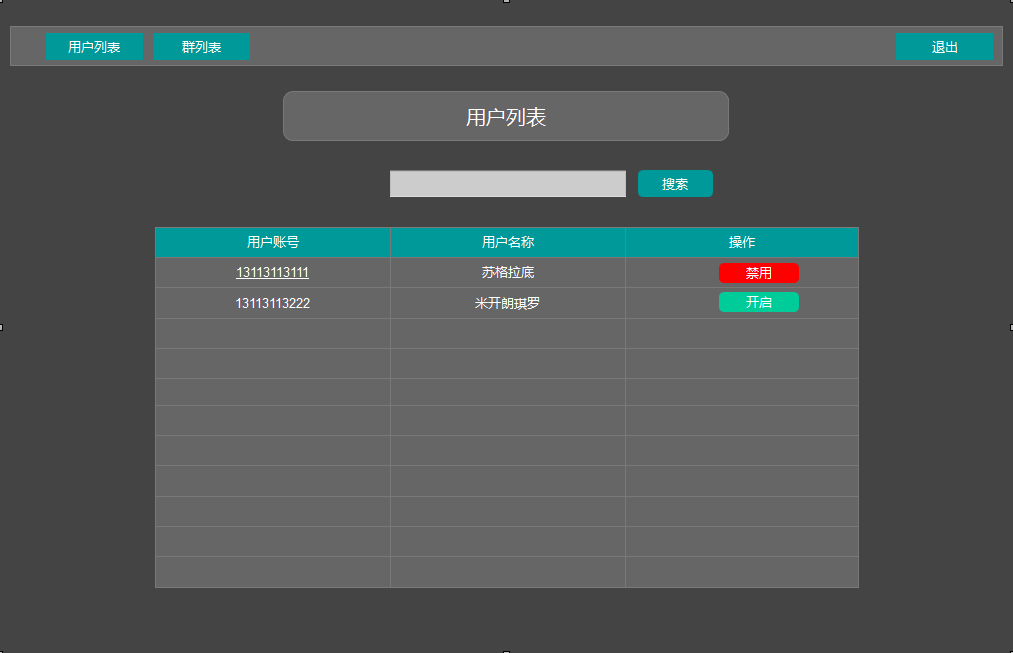 用户列表 群列表 退出
用户列表
搜索
用户账号 用户名称 操作
13113113111 苏格拉底 禁用
13113113222 米开朗琪罗 开启